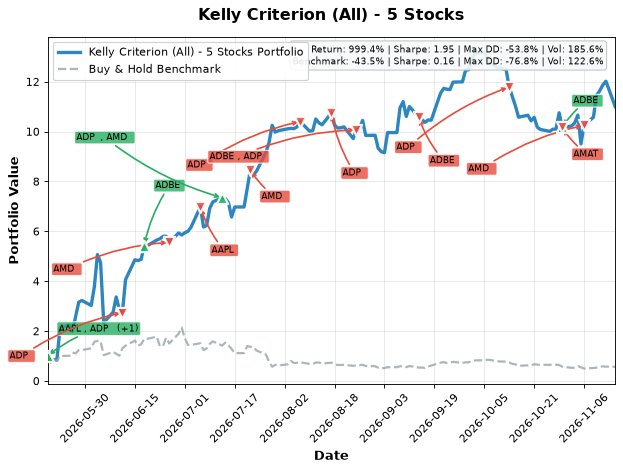 Kelly Criterion (All) - 5 Stocks
Kelly Criterion (All) - 5 Stocks Portfolio
Buy & Hold Benchmark
Return: 999.4% | Sharpe: 1.95 | Max DD: -53.8% | Vol: 185.6%
Benchmark: -43.5% | Sharpe: 0.16 | Max DD: -76.8% | Vol: 122.6%
Portfolio Value
12
10
8
6
4
2
0
ADBE
ADP , AMD
ADP
ADBE , ADP
ADP
ADBE
ADP
AMD
AMAT
ADBE
AMD
AAPL
AMD
AAPL , ADP (+1)
ADP
2026-05-30
2026-06-15
2026-07-01
2026-07-17
2026-08-02
2026-08-18
2026-09-03
2026-09-19
2026-10-05
2026-10-21
2026-11-06
Date